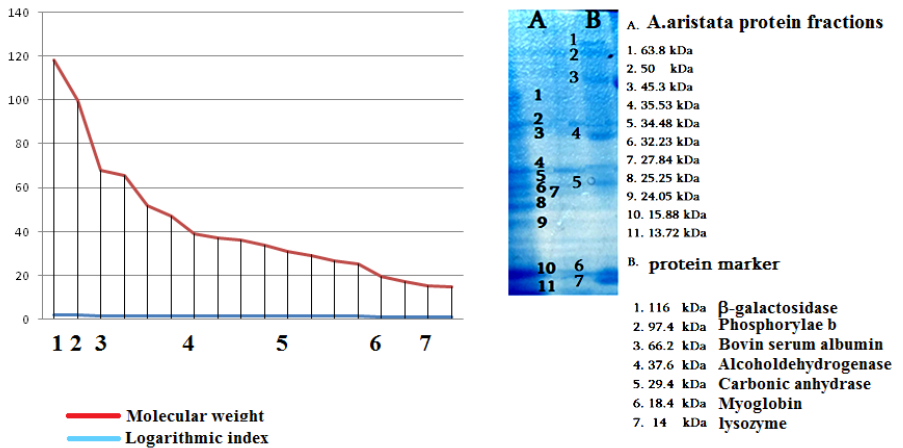 140
120
100
80
60
40
20
0
1 2 3 4 5 6 7
Molecular weight
Logarithmic index
A B
1
2
3
4
5
6
7
1
2
3
4
5
6
7
8
9
10
11
A. A.aristata protein fractions
1. 63.8 kDa
2. 50 kDa
3. 45.3 kDa
4. 35.53 kDa
5. 34.48 kDa
6. 32.23 kDa
7. 27.84 kDa
8. 25.25 kDa
9. 24.05 kDa
10. 15.88 kDa
11. 13.72 kDa
B. protein marker
1. 116 kDa β-galactosidase
2. 97.4 kDa Phosphorylae b
3. 66.2 kDa Bovin serum albumin
4. 37.6 kDa Alcoholdehydrogenase
5. 29.4 kDa Carbonic anhydrase
6. 18.4 kDa Myoglobin
7. 14 kDa lysozyme